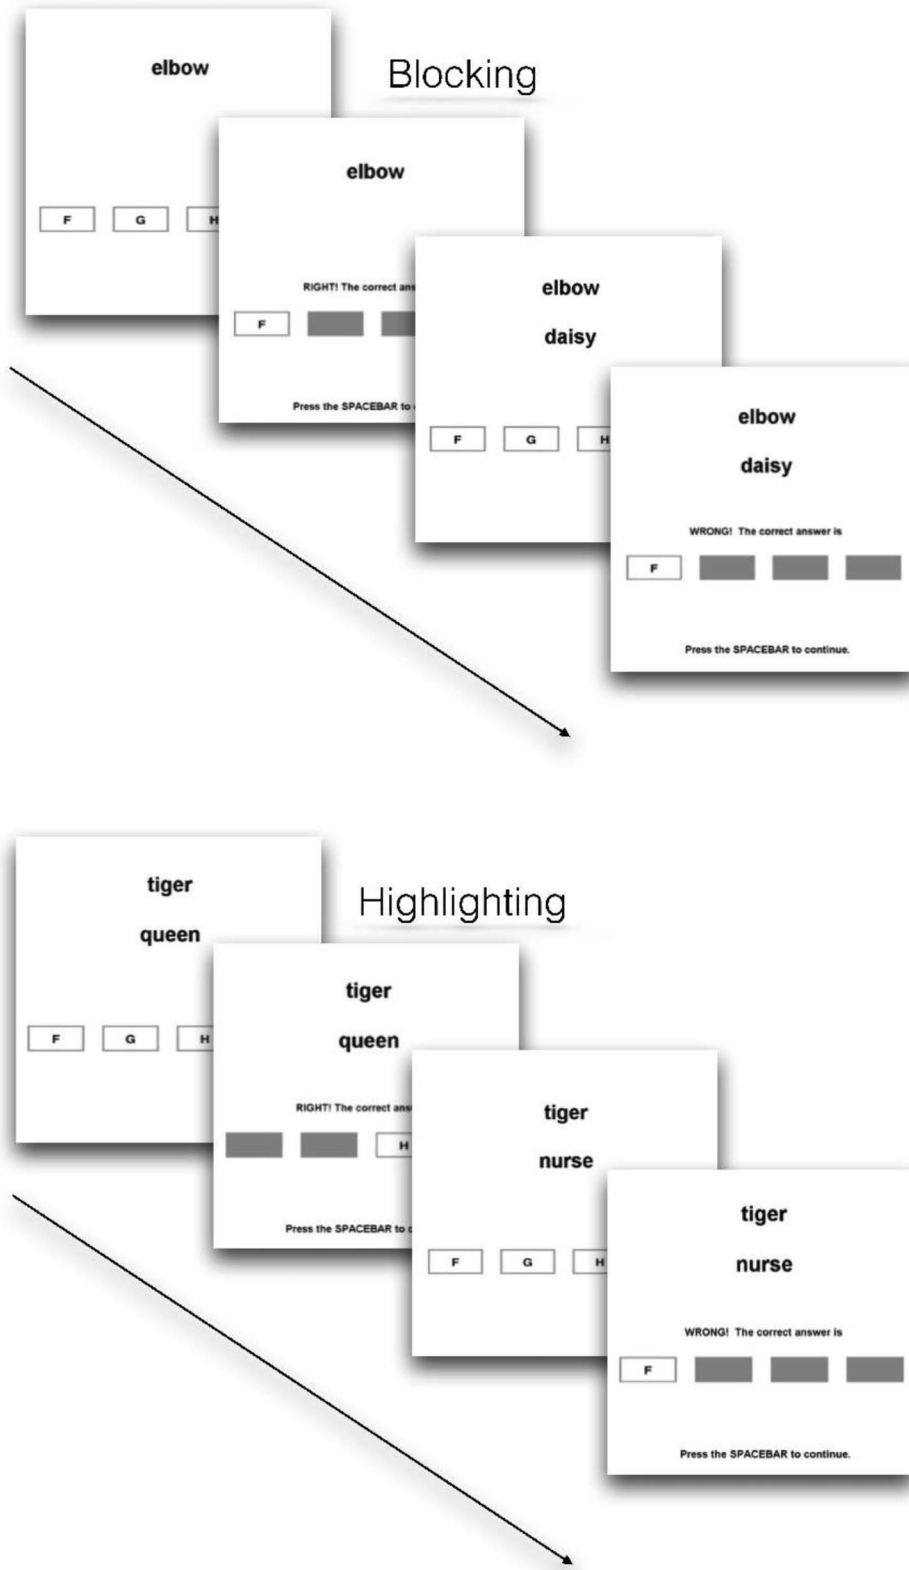 Blocking
elbow
F G H
elbow
RIGHT! The correct ans
F
Press the SPACEBAR to
elbow
daisy
F G H
elbow
daisy
WRONG! The correct answer is
F
Press the SPACEBAR to continue.
Highlighting
tiger
queen
F G H
tiger
queen
RIGHT! The correct ans
H
Press the SPACEBAR to
tiger
nurse
F G H
tiger
nurse
WRONG! The correct answer is
F
Press the SPACEBAR to continue.